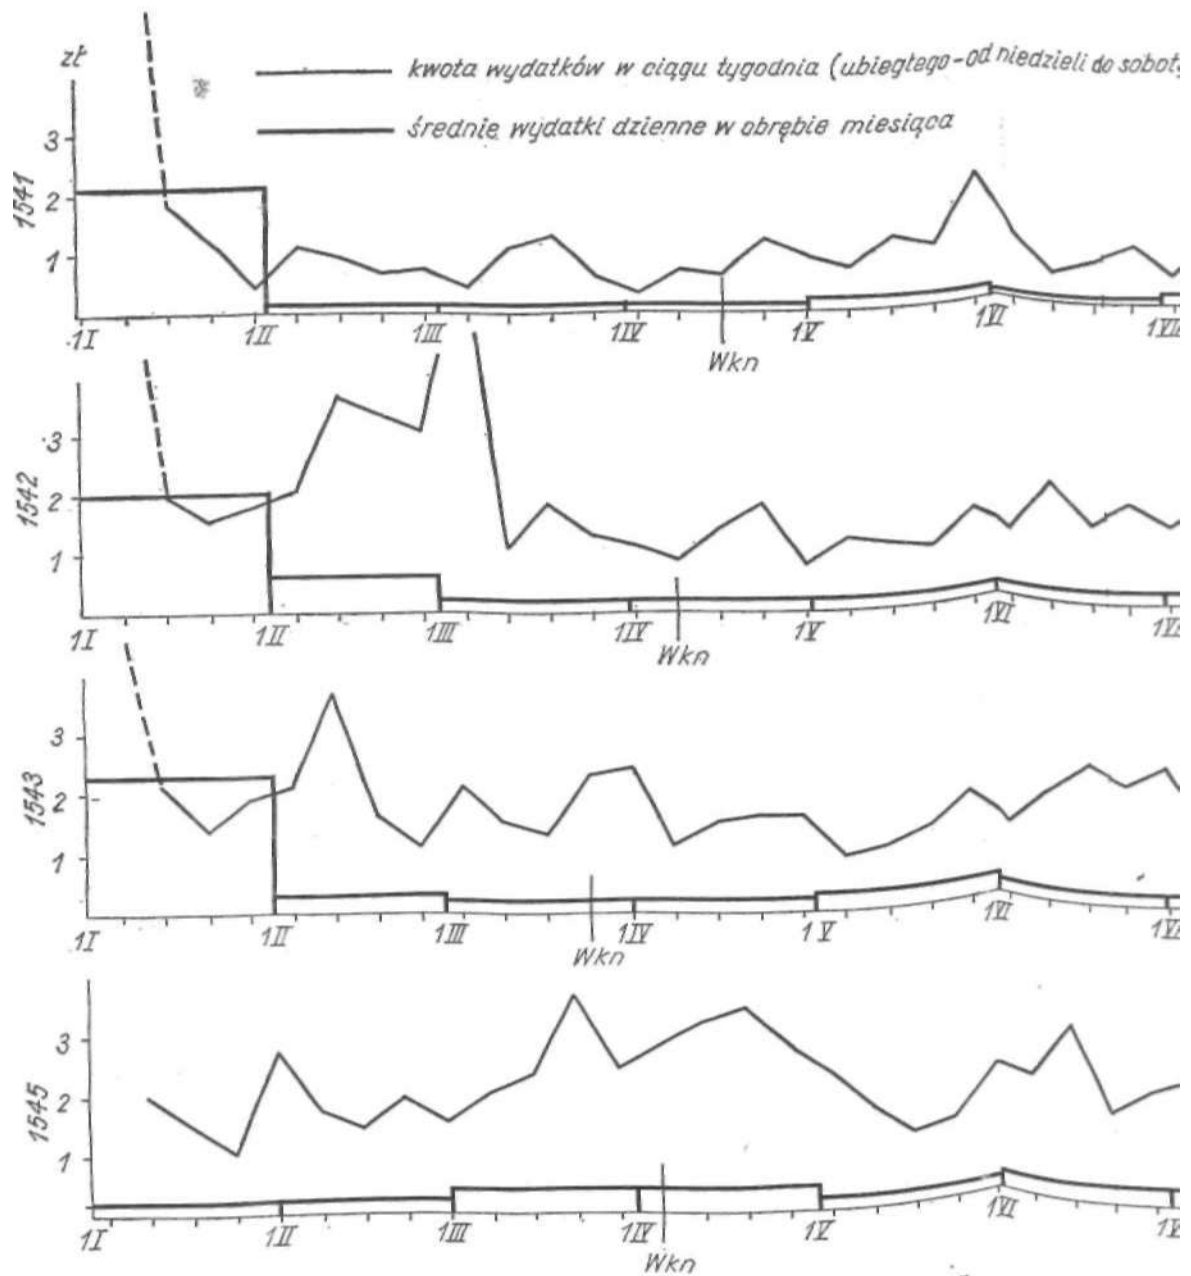 zł
kwota wydatków w ciągu tygodnia (ubiegłego - od niedzieli do soboty
średnie wydatki dzienne w obrębie miesiąca
3
2
1
1541
1I 1II 1III 1IV 1V 1VI 1VII
Wkn
3
2
1
1542
1I 1II 1III 1IV 1V 1VI
Wkn
3
2
1
1543
1I 1II 1III 1IV 1V 1VI
Wkn
3
2
1
1545
1I 1II 1III 1IV 1V 1VI
Wkn